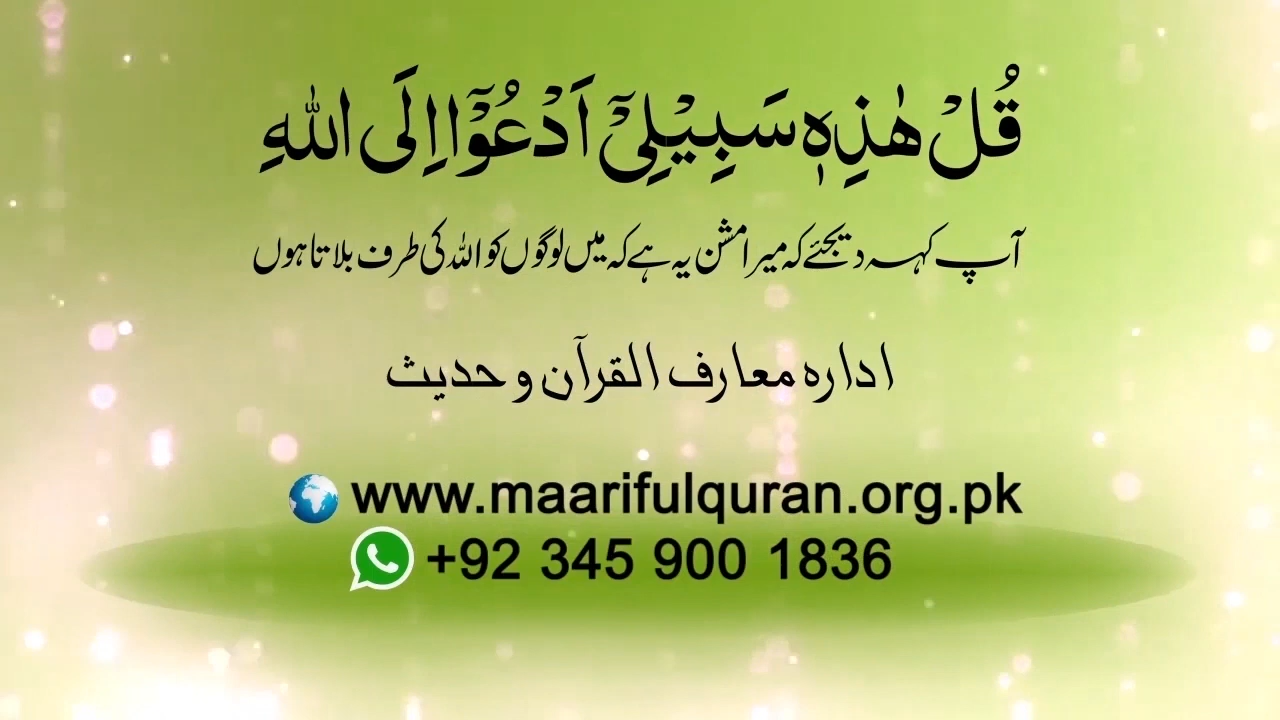 قُلْ هٰذِهٖ سَبِیْلِیْۤ اَدْعُوْۤا اِلَی اللّٰهِ
آپ کہہ دیجئے کہ میرا مشن یہ ہے کہ میں لوگوں کو اللہ کی طرف بلاتا ہوں
ادارہ معارف القرآن و حدیث
www.maarifulquran.org.pk
+92 345 900 1836